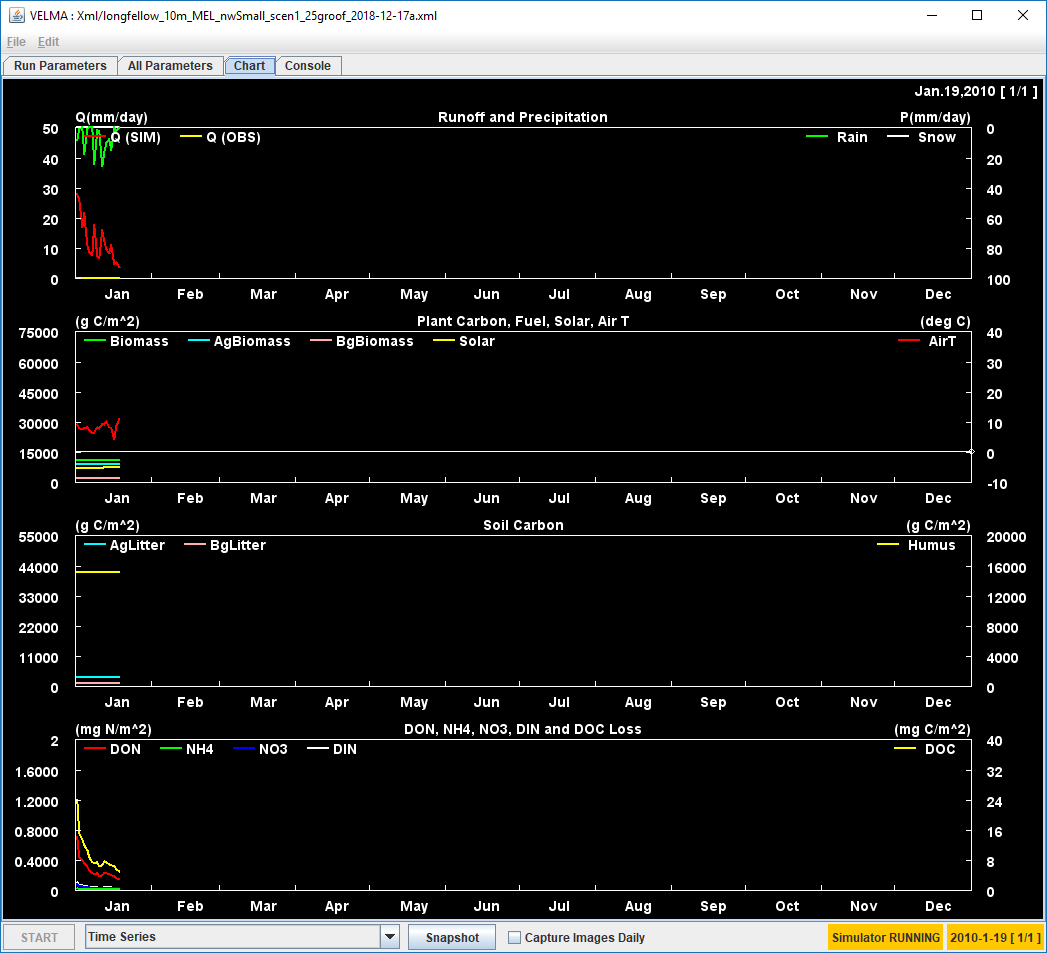 VELMA : Xml/longfellow_10m_MEL_nwSmall_scen1_25groof_2018-12-17a.xml
File Edit
Run Parameters All Parameters Chart Console
Jan.19,2010 [ 1/1 ]
Q(mm/day) Runoff and Precipitation P(mm/day)
50 Q (SIM) Q (OBS) Rain Snow 0
40 20
30 40
20 60
10 80
0 100
Jan Feb Mar Apr May Jun Jul Aug Sep Oct Nov Dec
(g C/m^2) Plant Carbon, Fuel, Solar, Air T (deg C)
75000 Biomass AgBiomass BgBiomass Solar AirT 40
60000 30
45000 20
30000 10
15000 0
0 -10
Jan Feb Mar Apr May Jun Jul Aug Sep Oct Nov Dec
(g C/m^2) Soil Carbon (g C/m^2)
55000 AgLitter BgLitter Humus 20000
44000 16000
33000 12000
22000 8000
11000 4000
0 0
Jan Feb Mar Apr May Jun Jul Aug Sep Oct Nov Dec
(mg N/m^2) DON, NH4, NO3, DIN and DOC Loss (mg C/m^2)
2 DON NH4 NO3 DIN DOC 40
1.6000 32
1.2000 24
0.8000 16
0.4000 8
0 0
Jan Feb Mar Apr May Jun Jul Aug Sep Oct Nov Dec
START Time Series Snapshot Capture Images Daily Simulator RUNNING 2010-1-19 [ 1/1 ]